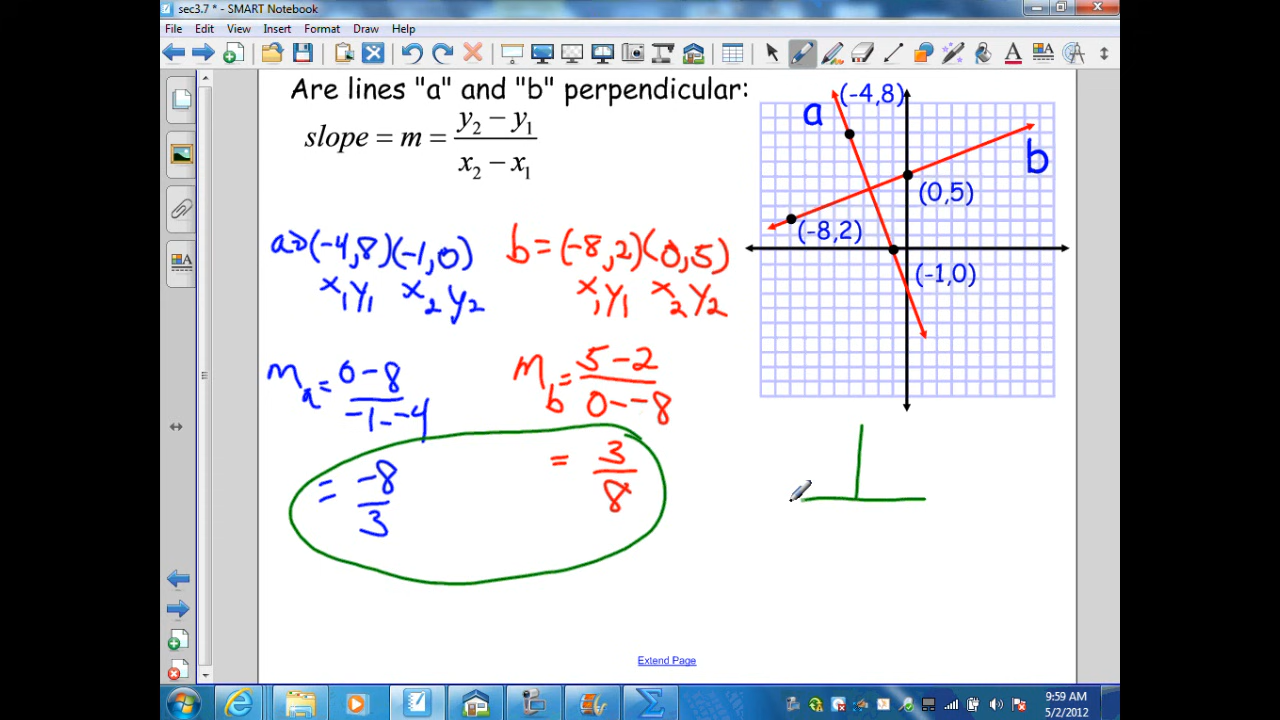 sec3.7 * - SMART Notebook
File Edit View Insert Format Draw Help
Are lines "a" and "b" perpendicular:
slope = m = y₂ − y₁
x₂ − x₁
a
(-4,8)
b
(0,5)
(-8,2)
(-1,0)
a⇒(-4,8)(-1,0)
x₁ y₁ x₂ y₂
b = (-8,2)(0,5)
x₁ y₁ x₂ y₂
mₐ = 0-8
-1--4
m_b = 5-2
0--8
= -8
3
= 3
8
Extend Page
9:59 AM
5/2/2012